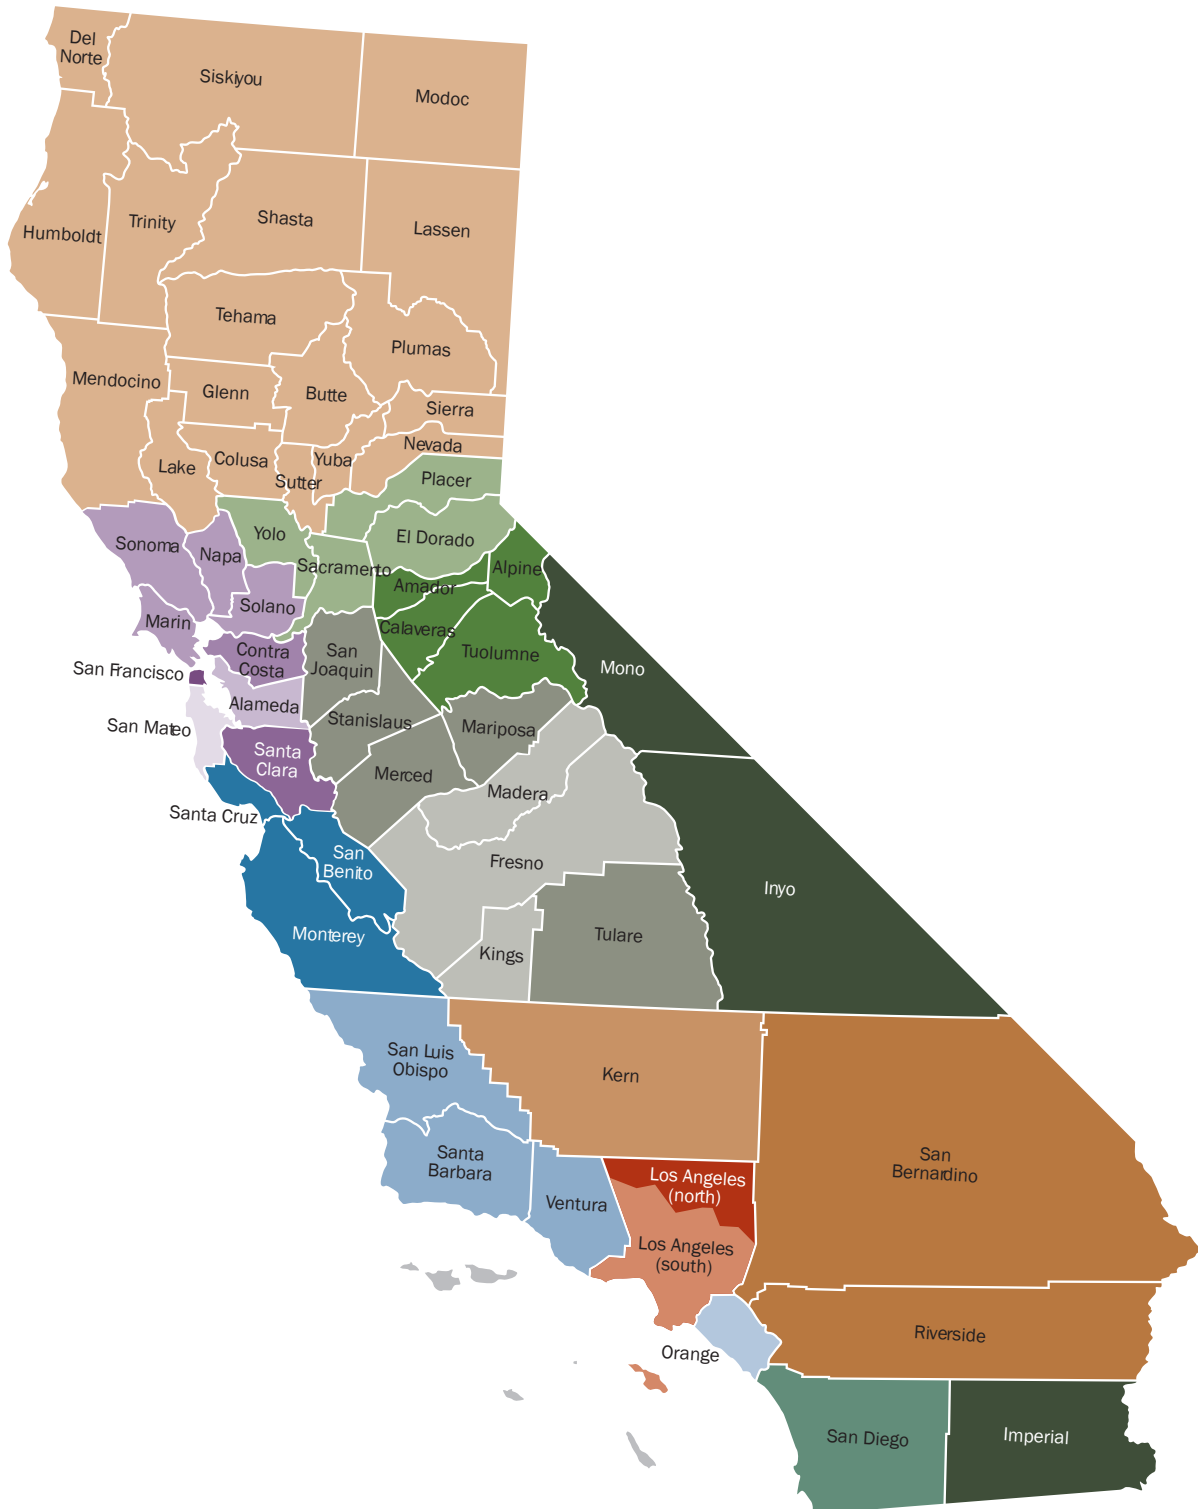 Del
Norte
Siskiyou
Modoc
Humboldt
Trinity
Shasta
Lassen
Tehama
Plumas
Mendocino
Glenn
Butte
Sierra
Nevada
Lake
Colusa
Yuba
Sutter
Placer
Sonoma
Napa
Yolo
El Dorado
Sacramento
Alpine
Amador
Solano
Marin
Calaveras
Contra
Costa
San
Joaquin
Tuolumne
Mono
San Francisco
Alameda
Stanislaus
Mariposa
San Mateo
Santa
Clara
Merced
Madera
Santa Cruz
San
Benito
Fresno
Inyo
Monterey
Kings
Tulare
San Luis
Obispo
Kern
Santa
Barbara
Ventura
Los Angeles
(north)
San
Bernardino
Los Angeles
(south)
Orange
Riverside
San Diego
Imperial